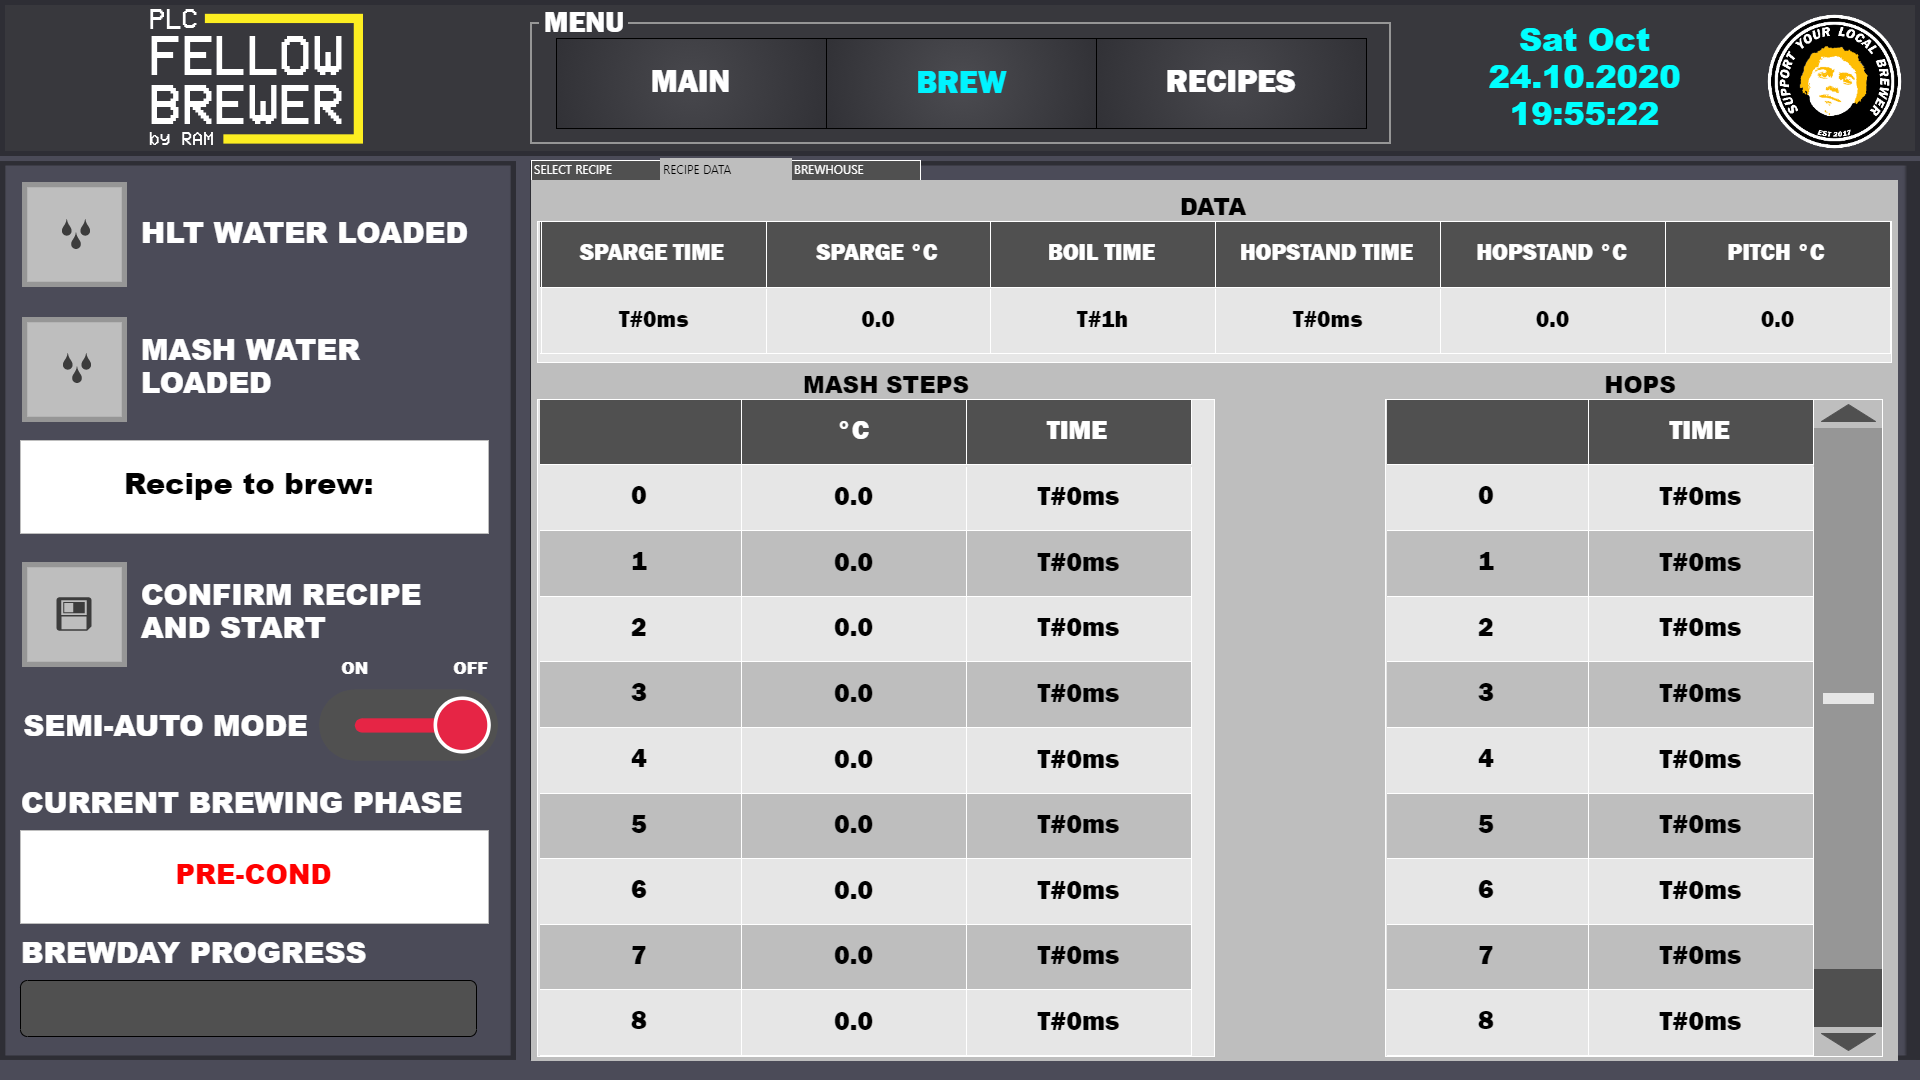 PLC
FELLOW
BREWER
by RAM
MENU
MAIN BREW RECIPES
Sat Oct
24.10.2020
19:55:22
SUPPORT YOUR LOCAL BREWER
EST 2017
HLT WATER LOADED
MASH WATER
LOADED
Recipe to brew:
CONFIRM RECIPE
AND START
ON OFF
SEMI-AUTO MODE
CURRENT BREWING PHASE
PRE-COND
BREWDAY PROGRESS
SELECT RECIPE RECIPE DATA BREWHOUSE
DATA
SPARGE TIME SPARGE °C BOIL TIME HOPSTAND TIME HOPSTAND °C PITCH °C
T#0ms 0.0 T#1h T#0ms 0.0 0.0
MASH STEPS
°C TIME
0 0.0 T#0ms
1 0.0 T#0ms
2 0.0 T#0ms
3 0.0 T#0ms
4 0.0 T#0ms
5 0.0 T#0ms
6 0.0 T#0ms
7 0.0 T#0ms
8 0.0 T#0ms
HOPS
TIME
0 T#0ms
1 T#0ms
2 T#0ms
3 T#0ms
4 T#0ms
5 T#0ms
6 T#0ms
7 T#0ms
8 T#0ms